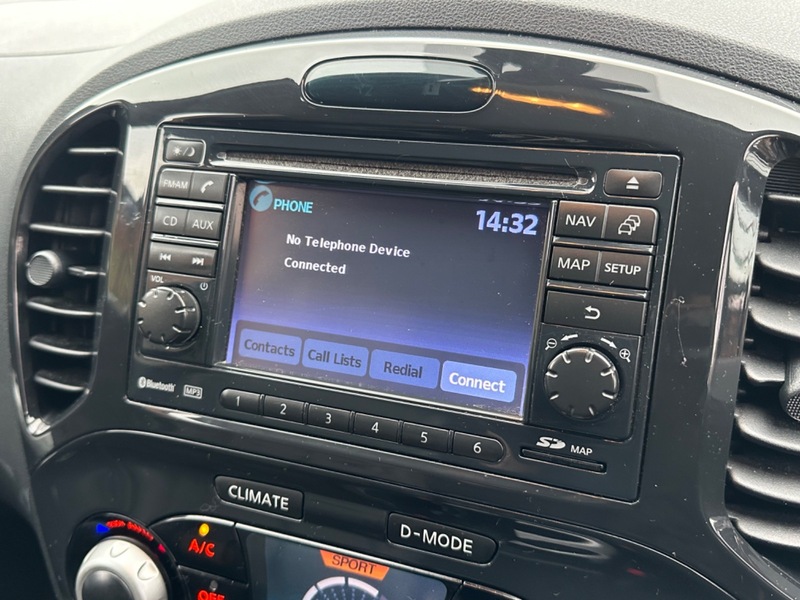 PHONE
14:32
No Telephone Device
Connected
Contacts Call Lists Redial Connect
FM·AM
CD AUX
VOL
NAV
MAP SETUP
Bluetooth MP3
1 2 3 4 5 6
SD MAP
CLIMATE
D-MODE
A/C
OFF
SPORT